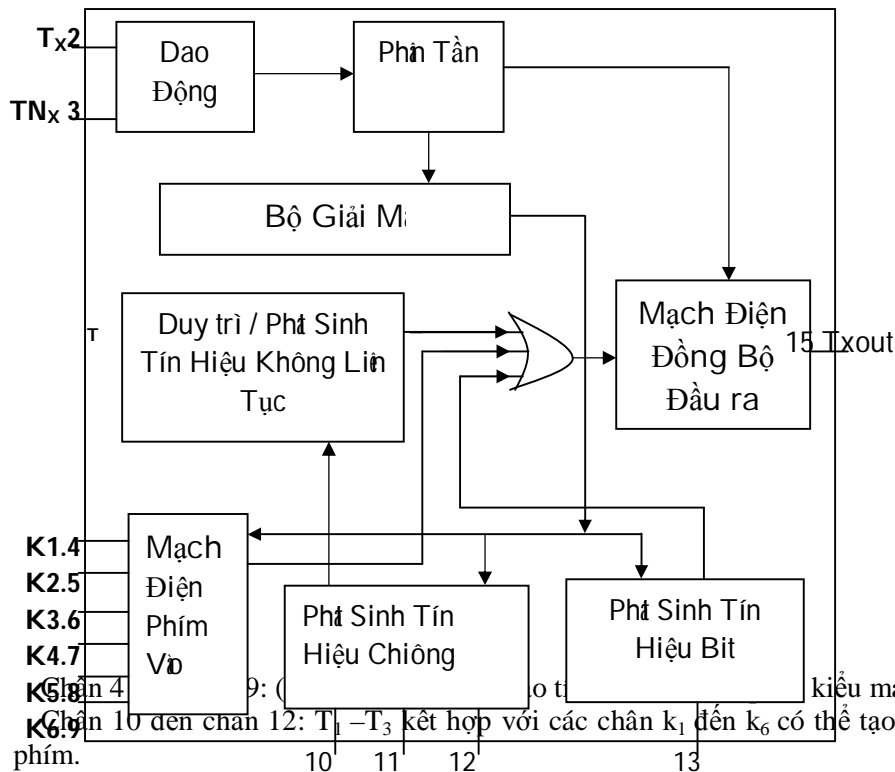 Tx2
Dao
Động
Phân Tần
TNx 3
Bộ Giải Mã
T
Duy trì / Phát Sinh
Tín Hiệu Không Liên
Tục
Mạch Điện
Đồng Bộ
Đầu ra
15 Txout
K1.4
K2.5
K3.6
K4.7
K5.8
K6.9
Mạch
Điện
Phím
Vào
Phát Sinh Tín
Hiệu Chiông
Phát Sinh Tín
Hiệu Bit
Chân 4 9: ( kiểu ma
Chân 10 đến chân 12: T1 –T3 kết hợp với các chân k1 đến k6 có thể tạo
phím.
10
11
12
13